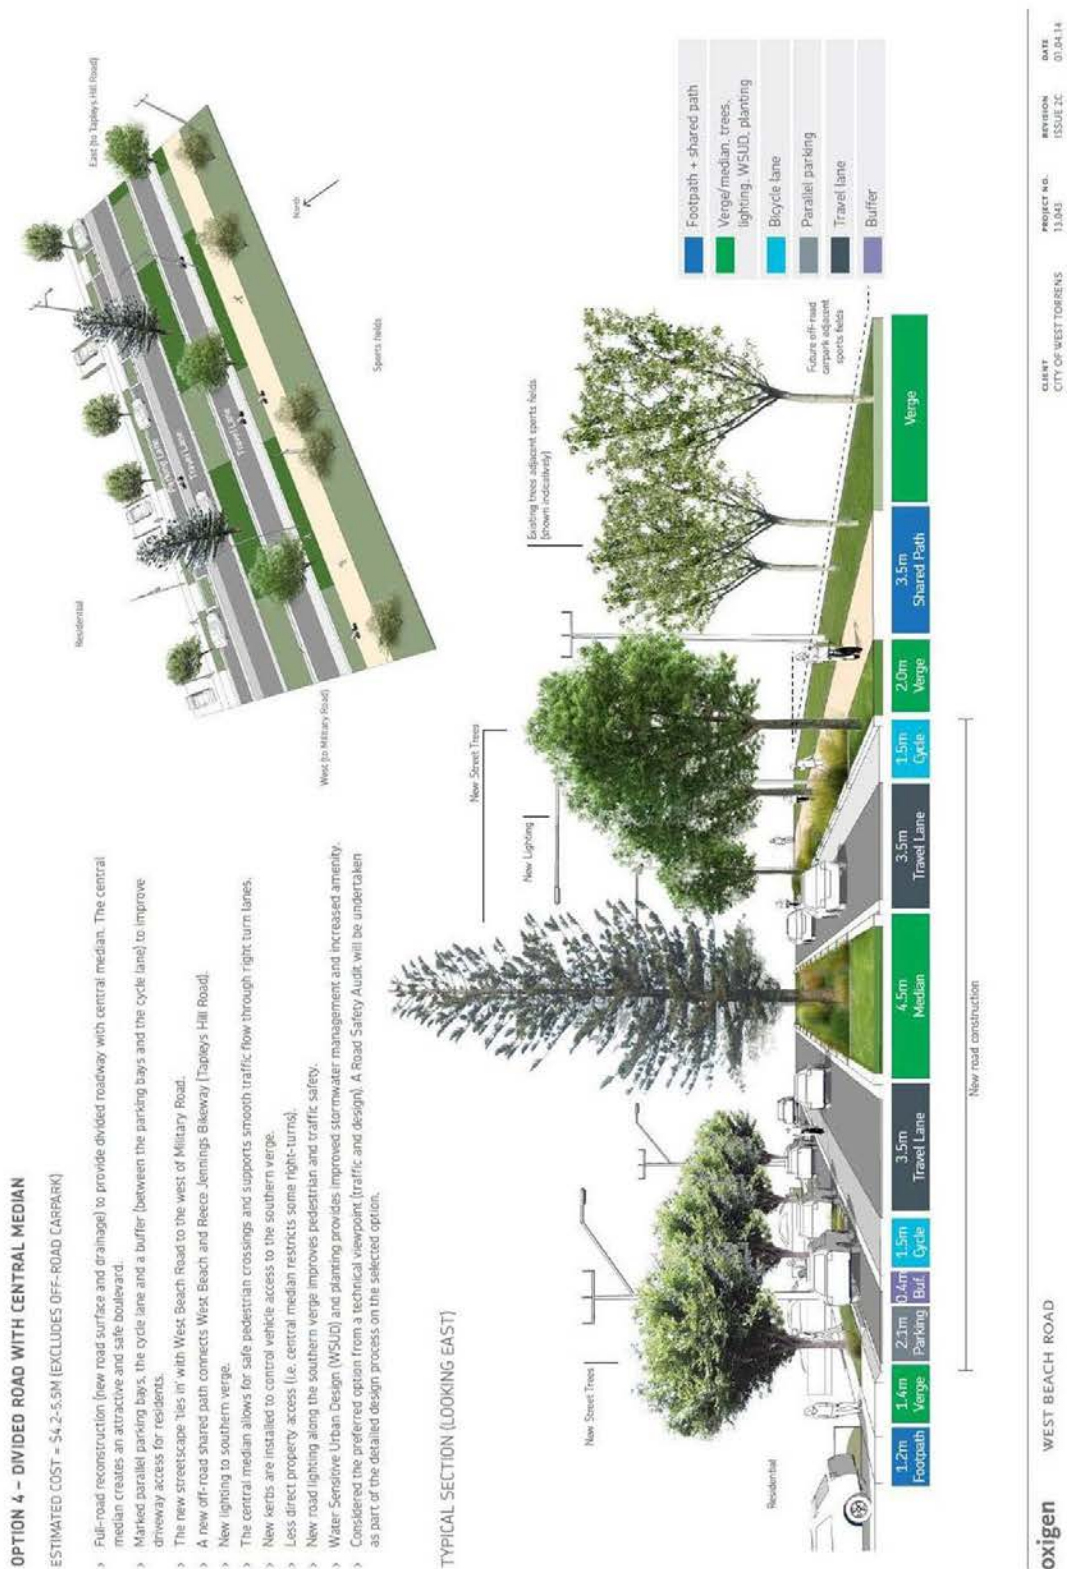 OPTION 4 – DIVIDED ROAD WITH CENTRAL MEDIAN
ESTIMATED COST = $4.2-5.5M (EXCLUDES OFF-ROAD CARPARK)
> Full-road reconstruction (new road surface and drainage) to provide divided roadway with central median. The central
median creates an attractive and safe boulevard.
> Marked parallel parking bays, the cycle lane and a buffer (between the parking bays and the cycle lane) to improve
driveway access for residents.
> The new streetscape 'ties in' with West Beach Road to the west of Military Road.
> A new off-road shared path connects West Beach and Reece Jennings Bikeway (Tapleys Hill Road).
> New lighting to southern verge.
> The central median allows for safe pedestrian crossings and supports smooth traffic flow through right turn lanes.
> New kerbs are installed to control vehicle access to the southern verge.
> Less direct property access (i.e. central median restricts some right-turns).
> New road lighting along the southern verge improves pedestrian and traffic safety.
> Water Sensitive Urban Design (WSUD) and planting provides improved stormwater management and increased amenity.
> Considered the preferred option from a technical viewpoint (traffic and design). A Road Safety Audit will be undertaken
as part of the detailed design process on the selected option.
Residential
East (to Tapleys Hill Road)
Travel Lane
West (to Military Road)
Sports fields
North
TYPICAL SECTION (LOOKING EAST)
New Street Trees
New Lighting
New Street Trees
Existing trees adjacent sports fields
(shown indicatively)
Residential
Future off-road
carpark adjacent
sports fields
1.2m
Footpath
1.4m
Verge
2.1m
Parking
0.4m
Buf.
1.5m
Cycle
3.5m
Travel Lane
4.5m
Median
3.5m
Travel Lane
1.5m
Cycle
2.0m
Verge
3.5m
Shared Path
Verge
New road construction
Footpath + shared path
Verge/median, trees,
lighting, WSUD, planting
Bicycle lane
Parallel parking
Travel lane
Buffer
oxigen
WEST BEACH ROAD
CLIENT
CITY OF WEST TORRENS
PROJECT NO.
13.043
REVISION
ISSUE 2C
DATE
01.04.14